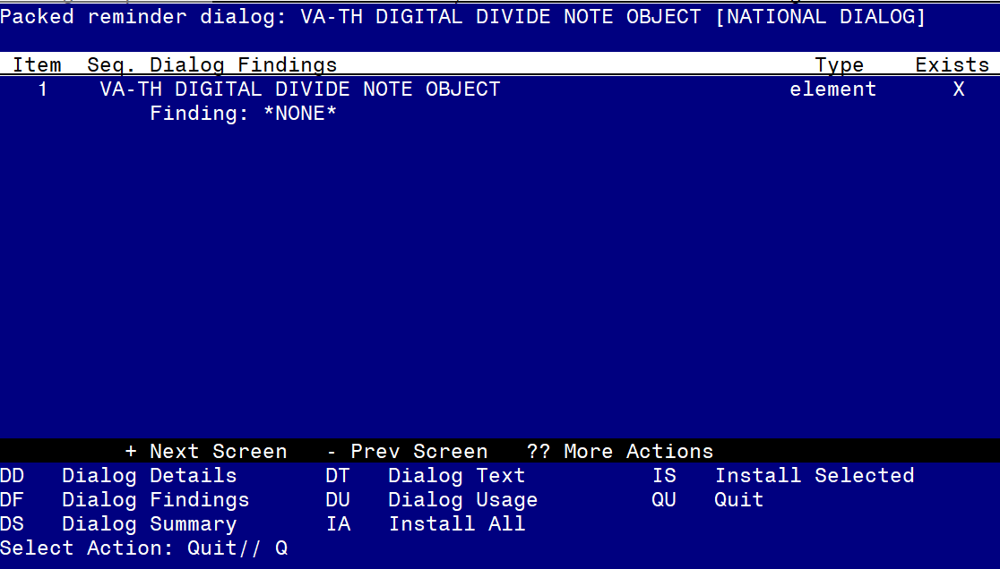 Packed reminder dialog: VA-TH DIGITAL DIVIDE NOTE OBJECT [NATIONAL DIALOG]
Item  Seq. Dialog Findings  Type  Exists
1  VA-TH DIGITAL DIVIDE NOTE OBJECT  element  X
Finding: *NONE*
+ Next Screen  - Prev Screen  ?? More Actions
DD  Dialog Details  DT  Dialog Text  IS  Install Selected
DF  Dialog Findings  DU  Dialog Usage  QU  Quit
DS  Dialog Summary  IA  Install All
Select Action: Quit// Q